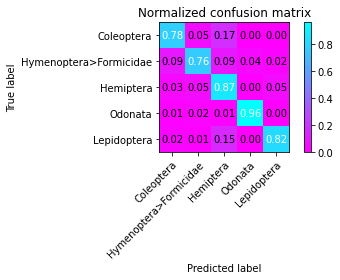 Normalized confusion matrix
True label
Coleoptera 0.78 0.05 0.17 0.00 0.00
Hymenoptera>Formicidae 0.09 0.76 0.09 0.04 0.02
Hemiptera 0.03 0.05 0.87 0.00 0.05
Odonata 0.01 0.02 0.01 0.96 0.00
Lepidoptera 0.02 0.01 0.15 0.00 0.82
Coleoptera
Hymenoptera>Formicidae
Hemiptera
Odonata
Lepidoptera
Predicted label
0.8
0.6
0.4
0.2
0.0